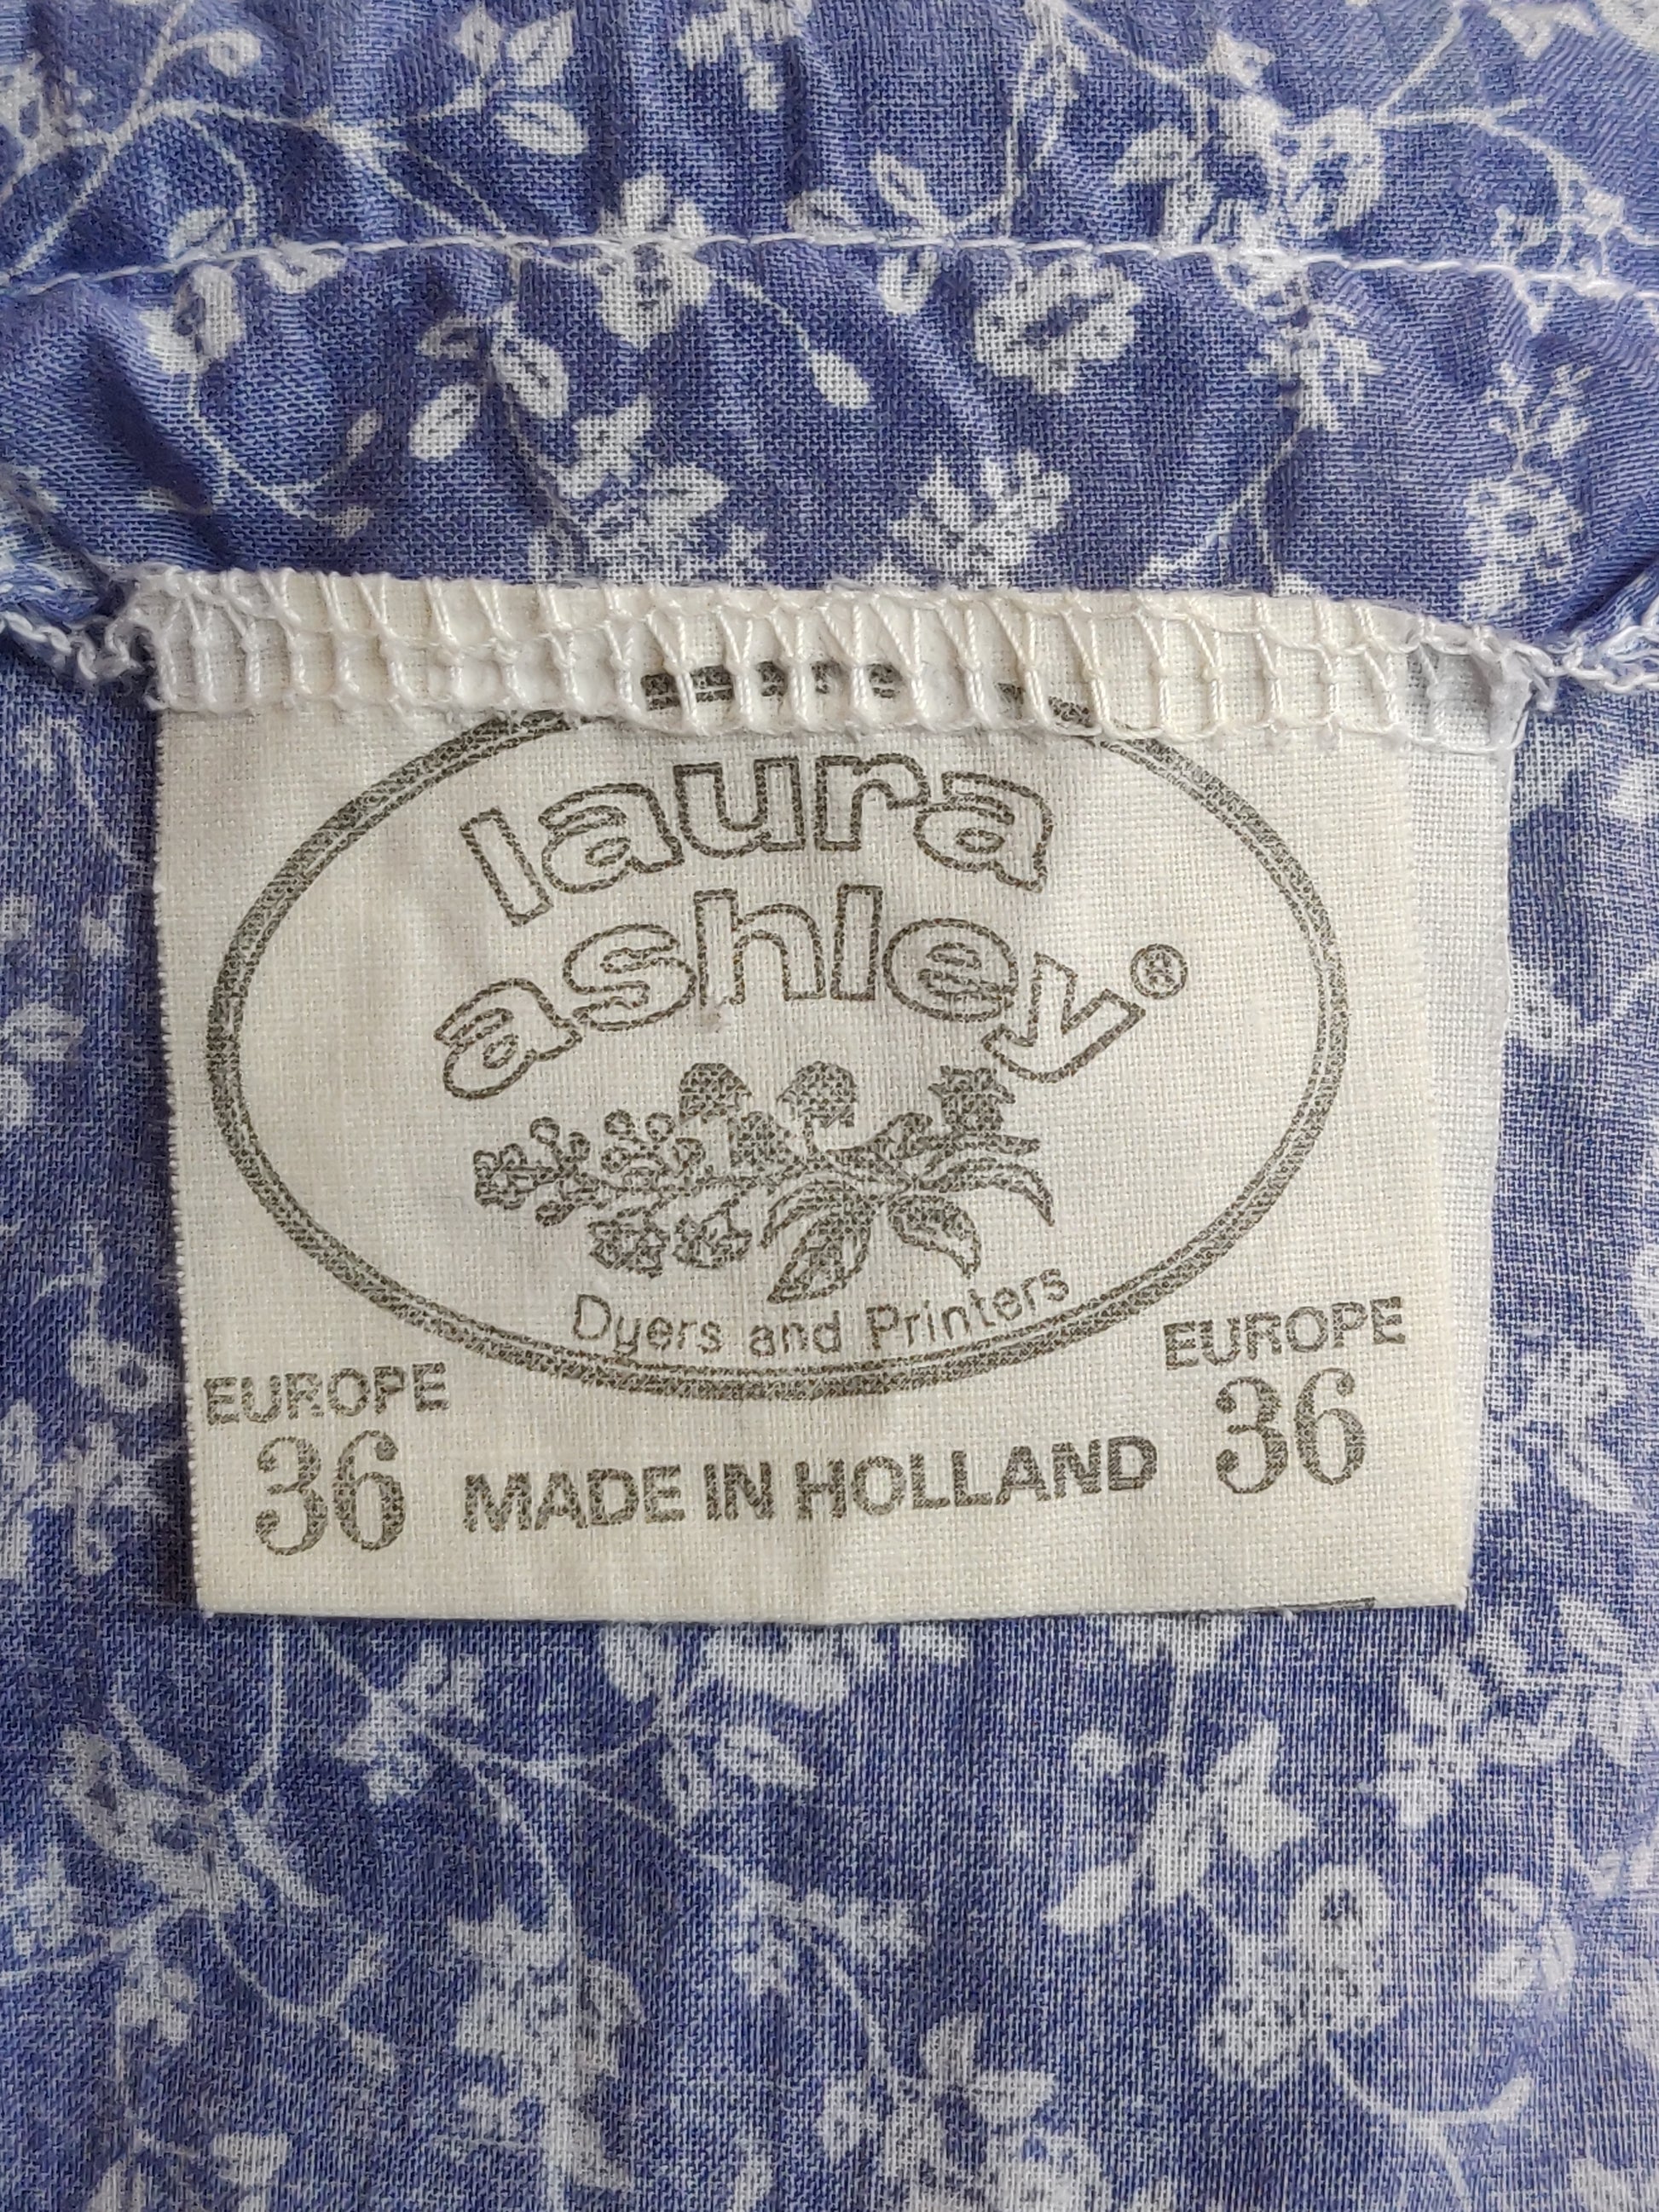 laura
ashley®
Dyers and Printers
EUROPE
36
MADE IN HOLLAND
EUROPE
36